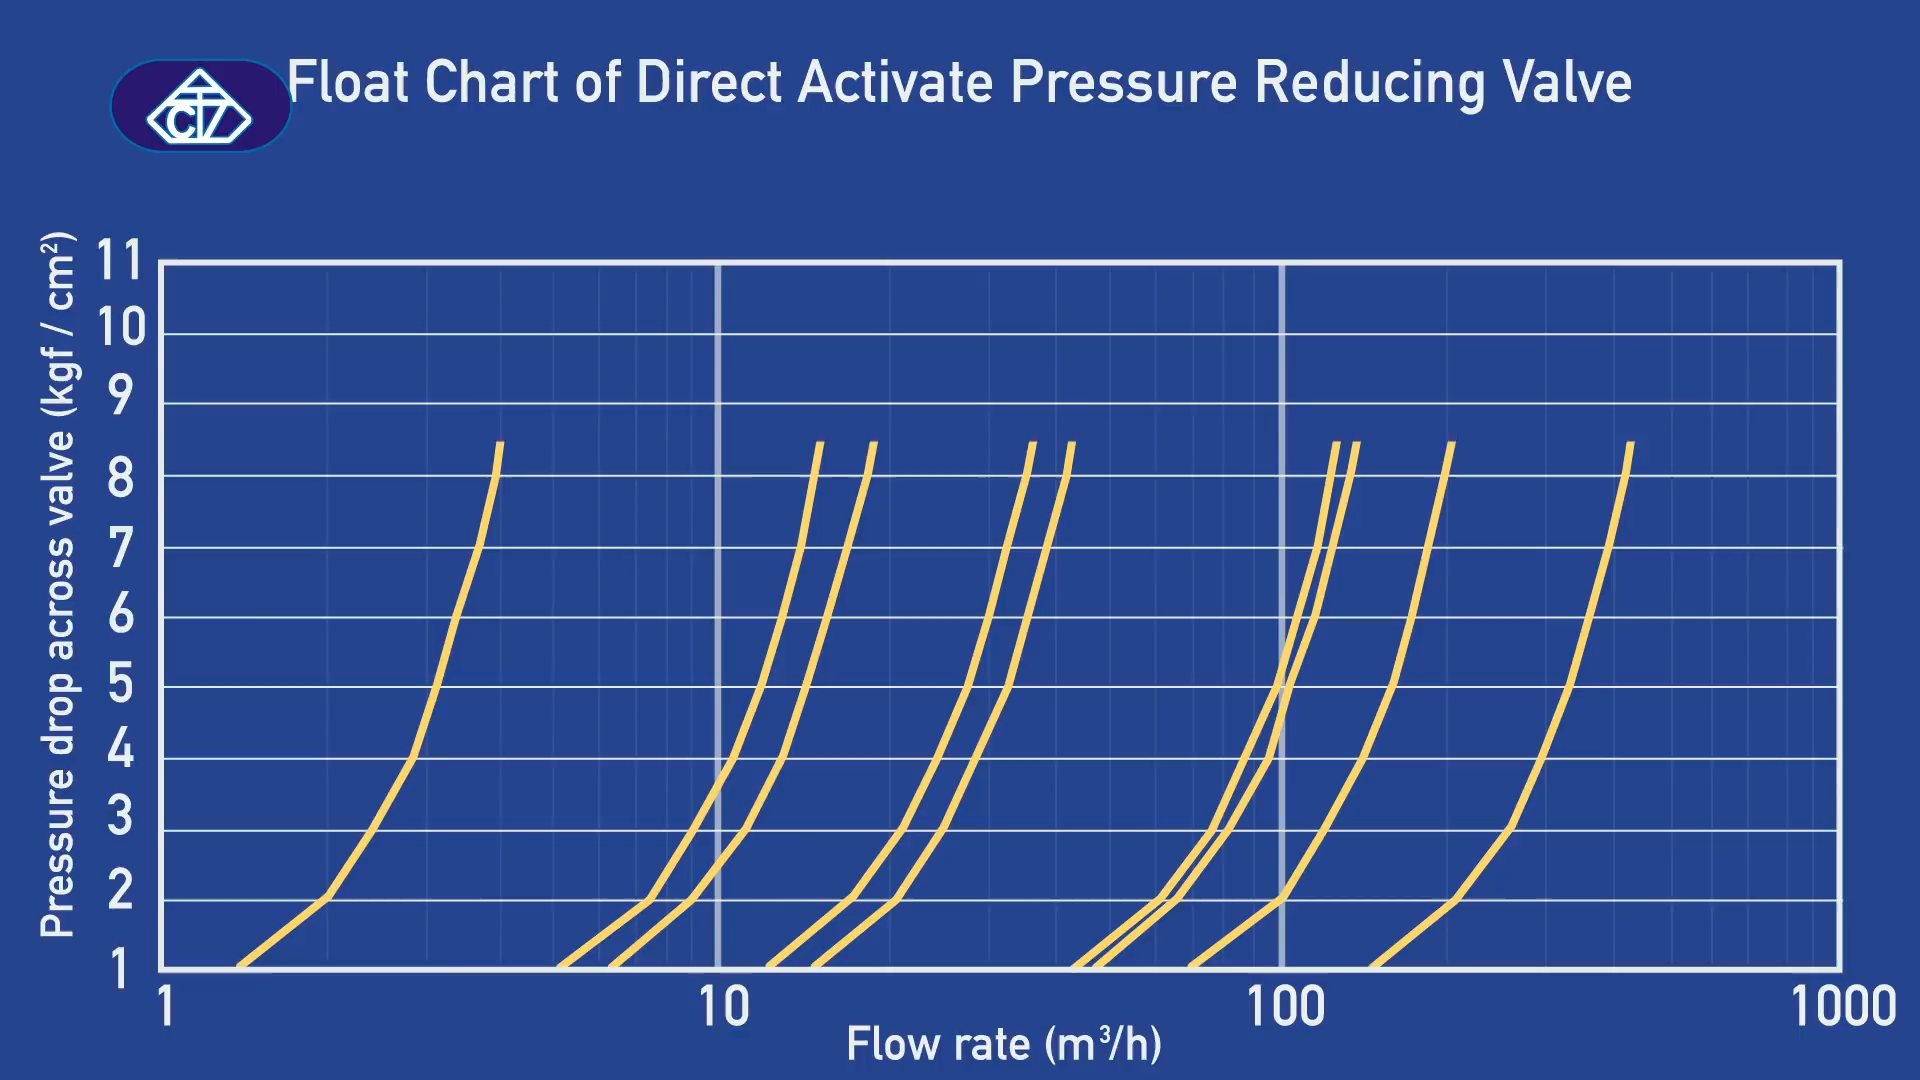 CTZ
Float Chart of Direct Activate Pressure Reducing Valve
Pressure drop across valve (kgf / cm²)
11
10
9
8
7
6
5
4
3
2
1
1 10 100 1000
Flow rate (m³/h)